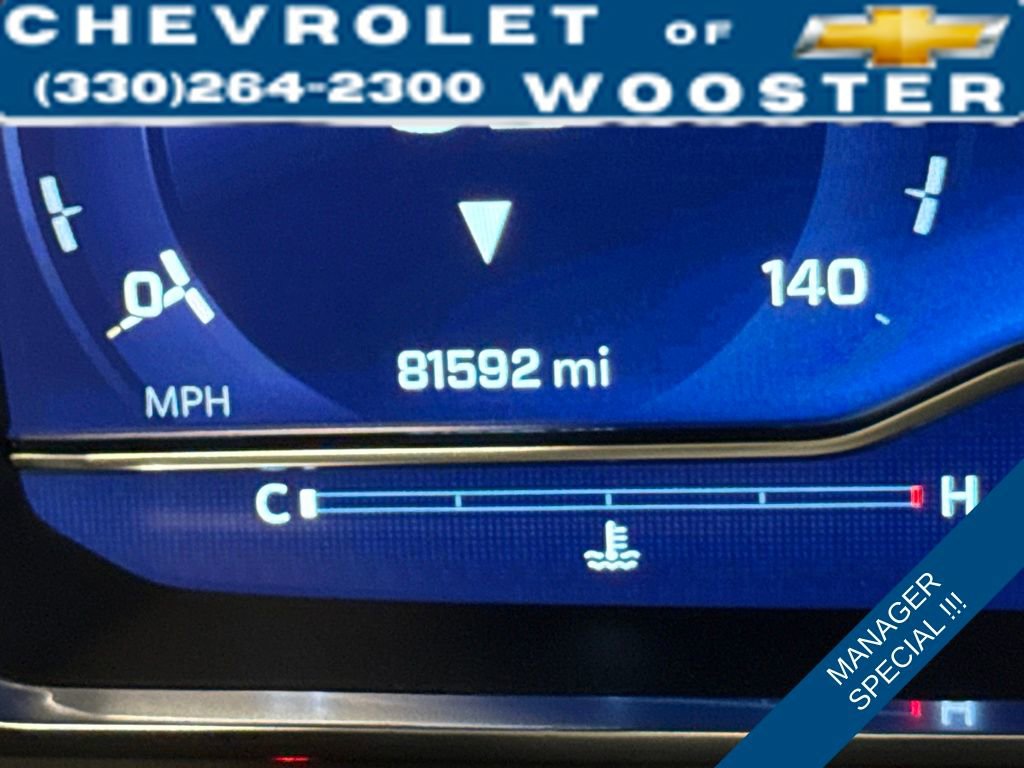 CHEVROLET OF
(330)264-2300 WOOSTER
0
140
81592 mi
MPH
C H
MANAGER
SPECIAL !!!
H